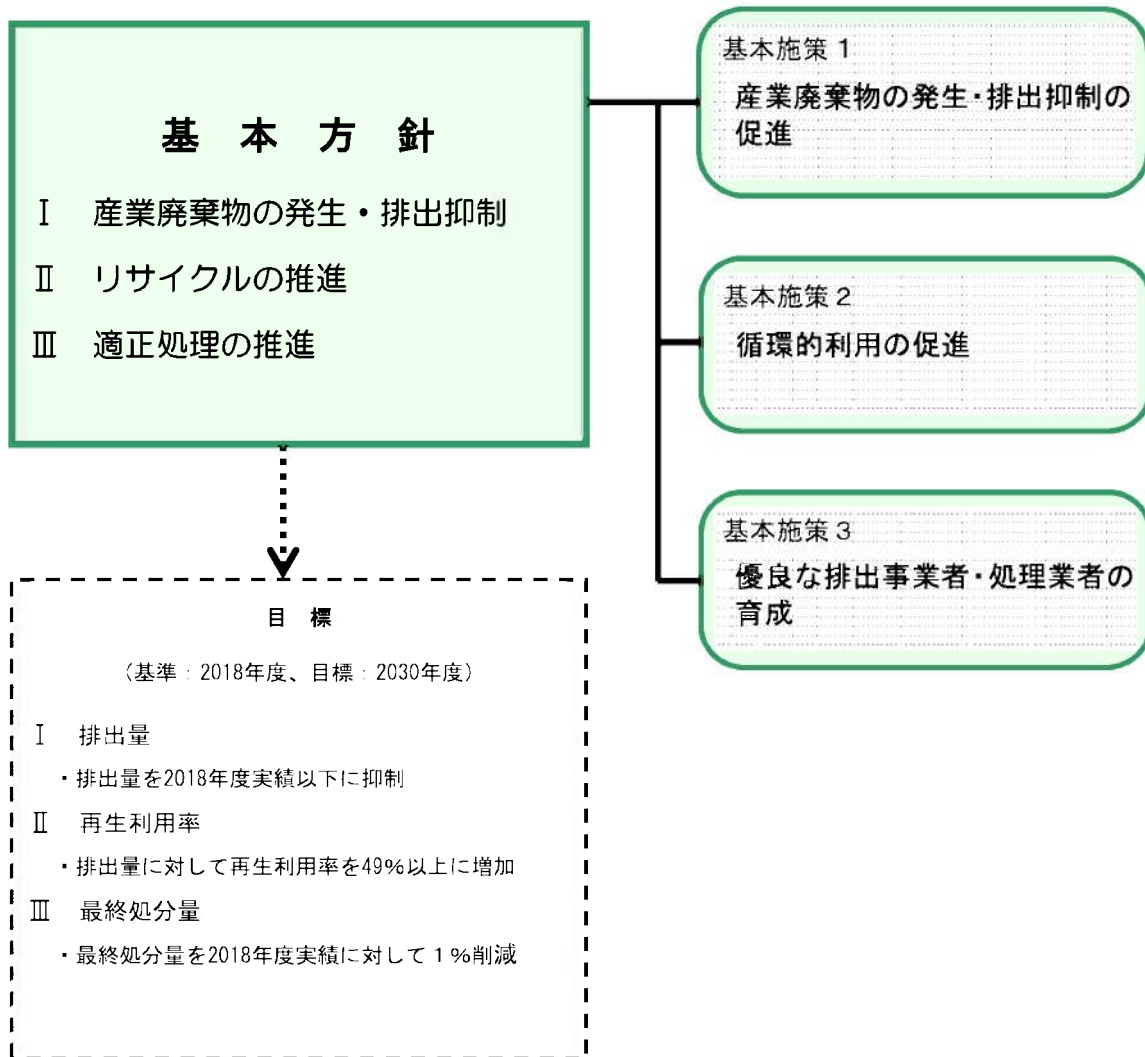 基 本 方 針
Ⅰ 産業廃棄物の発生・排出抑制
Ⅱ リサイクルの推進
Ⅲ 適正処理の推進
基本施策１
産業廃棄物の発生・排出抑制の
促進
基本施策２
循環的利用の促進
基本施策３
優良な排出事業者・処理業者の
育成
目 標
（基準：2018年度、目標：2030年度）
Ⅰ 排出量
・排出量を2018年度実績以下に抑制
Ⅱ 再生利用率
・排出量に対して再生利用率を49%以上に増加
Ⅲ 最終処分量
・最終処分量を2018年度実績に対して１%削減